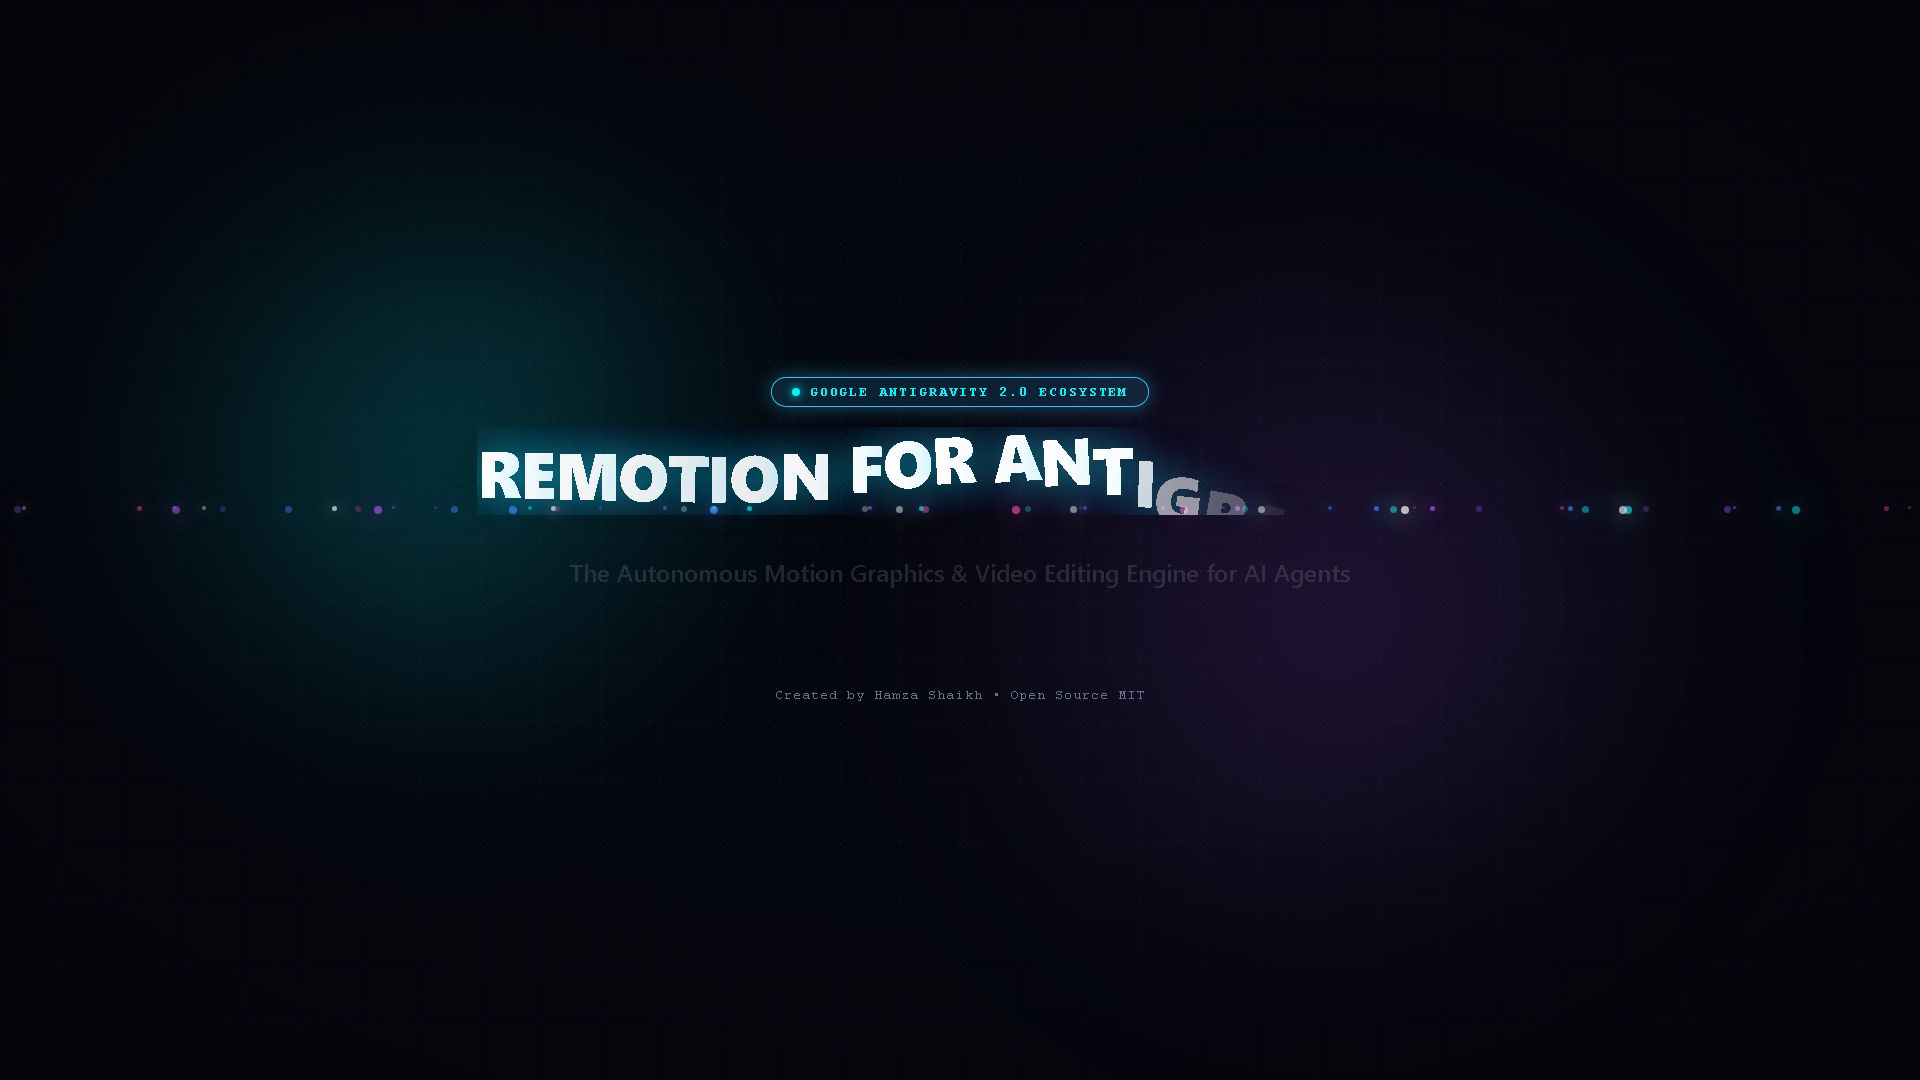 GOOGLE ANTIGRAVITY 2.0 ECOSYSTEM
REMOTION FOR ANTIGR
The Autonomous Motion Graphics & Video Editing Engine for AI Agents
Created by Hamza Shaikh • Open Source MIT